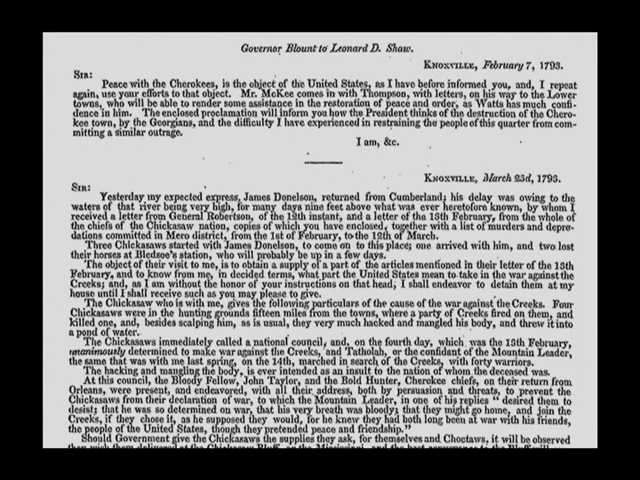 Governor Blount to Leonard D. Shaw.
KNOXVILLE, February 7, 1793.
SIR:
Peace with the Cherokees, is the object of the United States, as I have before informed you, and, I repeat
again, use your efforts to that object. Mr. McKee comes in with Thompson, with letters, on his way to the Lower
towns, who will be able to render some assistance in the restoration of peace and order, as Watts has much confi-
dence in him. The enclosed proclamation will inform you how the President thinks of the destruction of the Chero-
kee town, by the Georgians, and the difficulty I have experienced in restraining the people of this quarter from com-
mitting a similar outrage.
I am, &c.
KNOXVILLE, March 23d, 1793.
SIR:
Yesterday my expected express, James Donelson, returned from Cumberland; his delay was owing to the
waters of that river being very high, for many days nine feet above what was ever heretofore known, by whom I
received a letter from General Robertson, of the 12th instant, and a letter of the 13th February, from the whole of
the chiefs of the Chickasaw nation, copies of which you have enclosed, together with a list of murders and depre-
dations committed in Mero district, from the 1st of February, to the 12th of March.
Three Chickasaws started with James Donelson, to come on to this place; one arrived with him, and two lost
their horses at Bledsoe's station, who will probably be up in a few days.
The object of their visit to me, is to obtain a supply of a part of the articles mentioned in their letter of the 13th
February, and to know from me, in decided terms, what part the United States mean to take in the war against the
Creeks; and, as I am without the honor of your instructions on that head, I shall endeavor to detain them at my
house until I shall receive such as you may please to give.
The Chickasaw who is with me, gives the following particulars of the cause of the war against the Creeks. Four
Chickasaws were in the hunting grounds fifteen miles from the towns, where a party of Creeks fired on them, and
killed one, and, besides scalping him, as is usual, they very much hacked and mangled his body, and threw it into
a pond of water.
The Chickasaws immediately called a national council, and, on the fourth day, which was the 13th February,
unanimously determined to make war against the Creeks, and Tatholah, or the confidant of the Mountain Leader,
the same that was with me last spring, on the 14th, marched in search of the Creeks, with forty warriors.
The hacking and mangling the body, is ever intended as an insult to the nation of whom the deceased was.
At this council, the Bloody Fellow, John Taylor, and the Bold Hunter, Cherokee chiefs, on their return from
Orleans, were present, and endeavored, with all their address, both by persuasion and threats, to prevent the
Chickasaws from their declaration of war, to which the Mountain Leader, in one of his replies " desired them to
desist; that he was so determined on war, that his very breath was bloody; that they might go home, and join the
Creeks, if they chose it, as he supposed they would, for he knew they had both long been at war with his friends,
the people of the United States, though they pretended peace and friendship."
Should Government give the Chickasaws the supplies they ask, for themselves and Choctaws, it will be observed